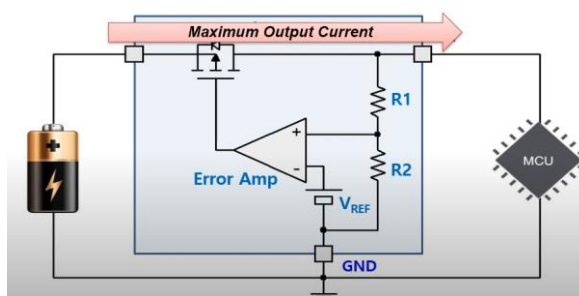 Maximum Output Current
R1
+
Error Amp
-
R2
VREF
GND
MCU